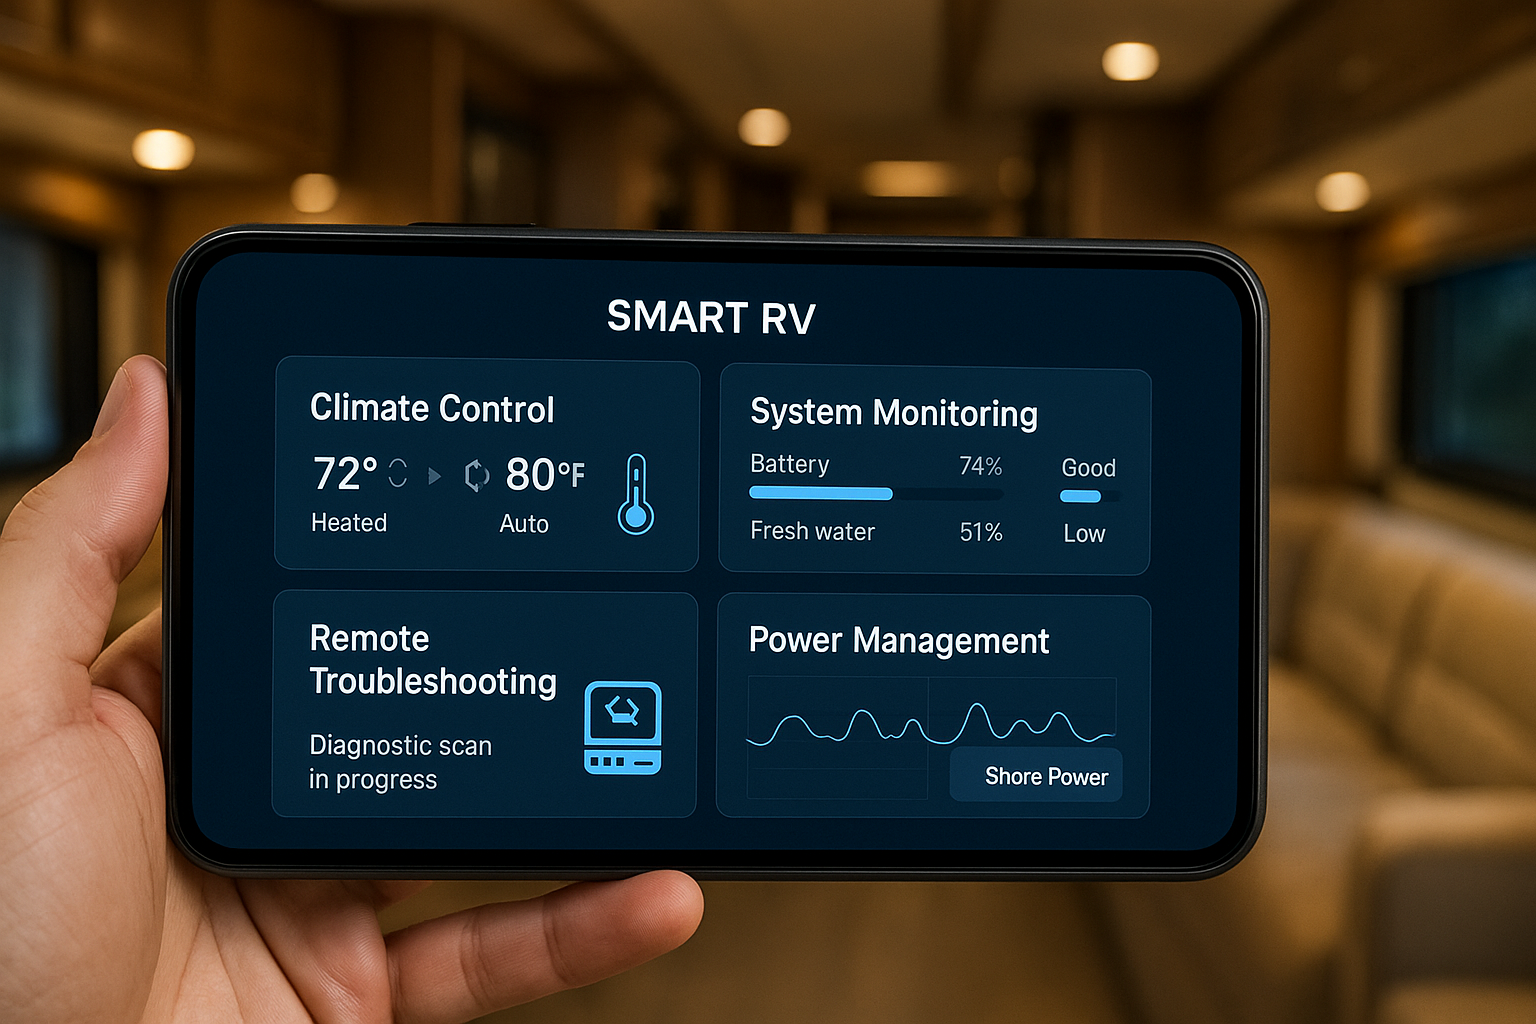 SMART RV
Climate Control
72° 80°F
Heated Auto
System Monitoring
Battery 74% Good
Fresh water 51% Low
Remote
Troubleshooting
Diagnostic scan
in progress
Power Management
Shore Power